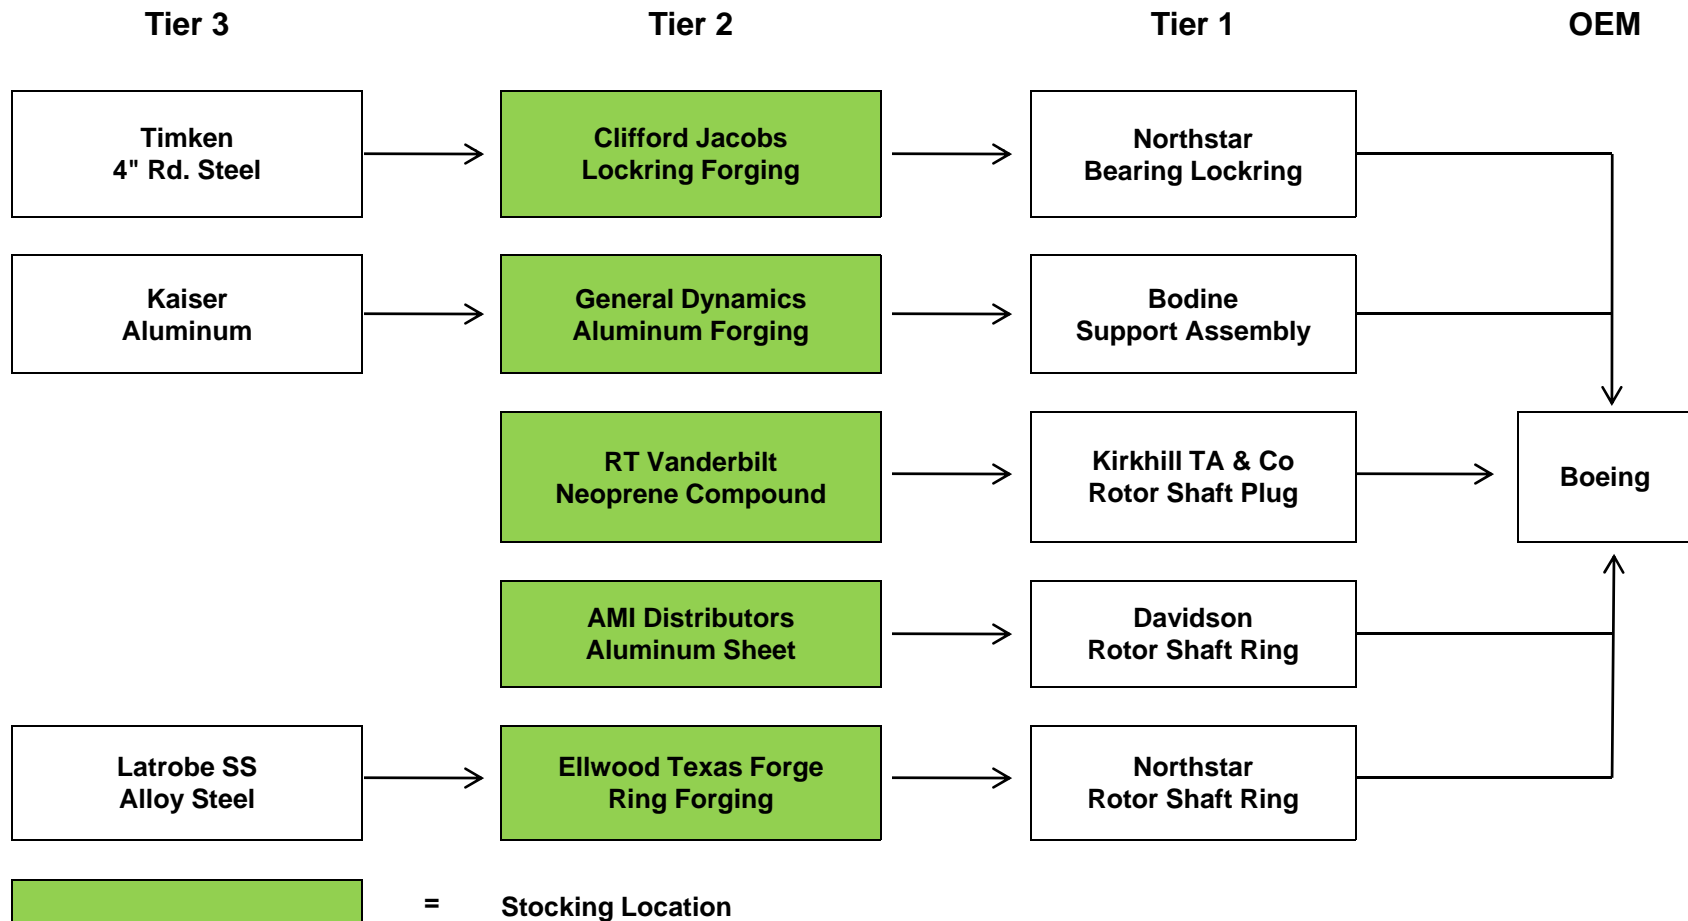 Tier 3
Tier 2
Tier 1
OEM
Timken
4" Rd. Steel
Clifford Jacobs
Lockring Forging
Northstar
Bearing Lockring
Kaiser
Aluminum
General Dynamics
Aluminum Forging
Bodine
Support Assembly
RT Vanderbilt
Neoprene Compound
Kirkhill TA & Co
Rotor Shaft Plug
Boeing
AMI Distributors
Aluminum Sheet
Davidson
Rotor Shaft Ring
Latrobe SS
Alloy Steel
Ellwood Texas Forge
Ring Forging
Northstar
Rotor Shaft Ring
= Stocking Location